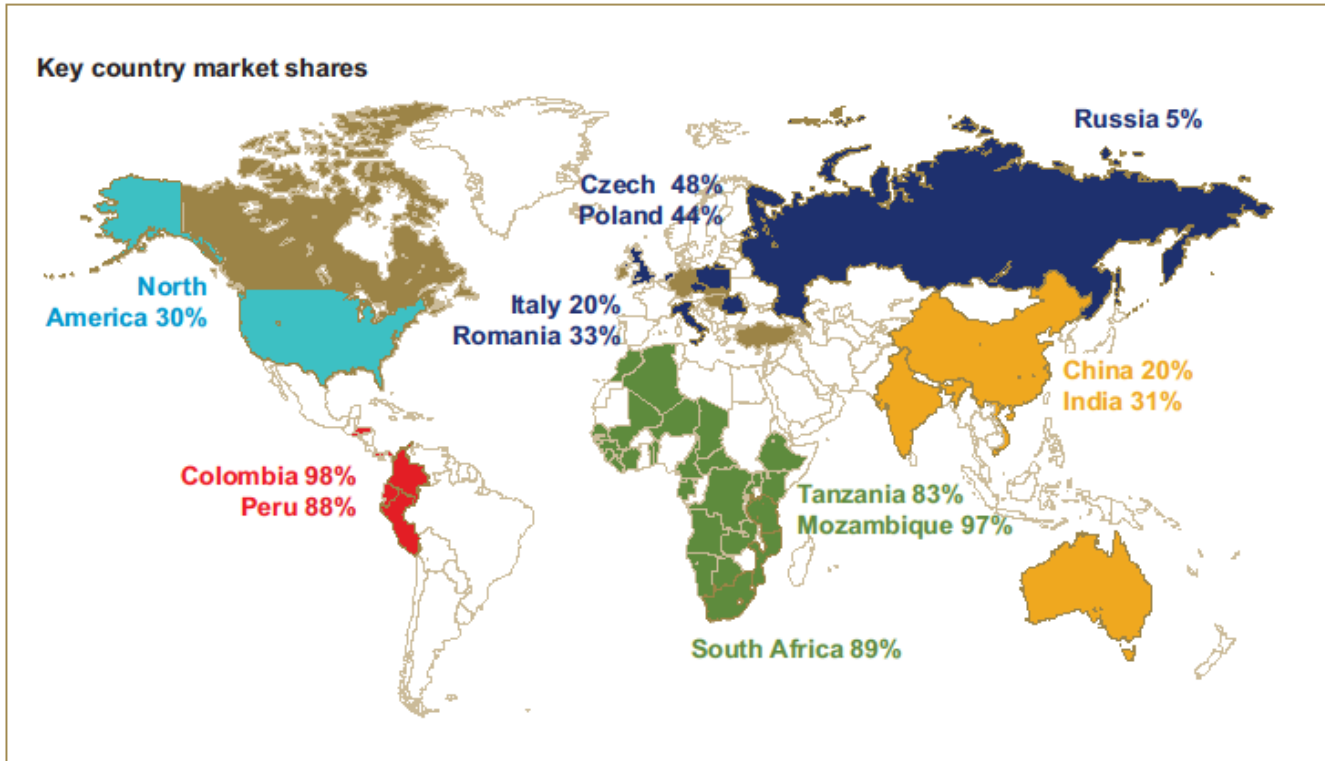 Key country market shares
Russia 5%
Czech 48%
Poland 44%
North
America 30%
Italy 20%
Romania 33%
China 20%
India 31%
Colombia 98%
Peru 88%
Tanzania 83%
Mozambique 97%
South Africa 89%